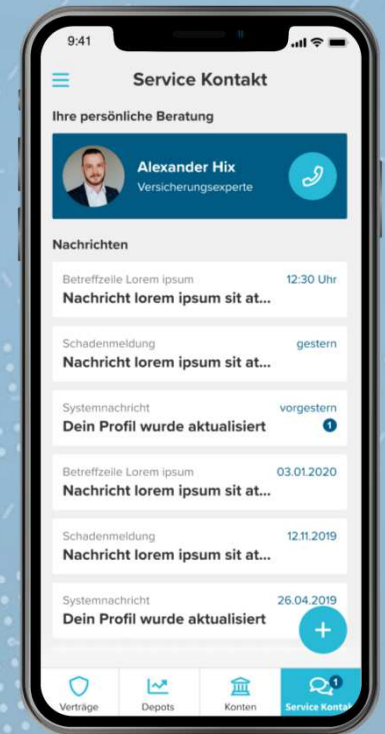 9:41
Service Kontakt
Ihre persönliche Beratung
Alexander Hix
Versicherungsexperte
Nachrichten
Betreffzeile Lorem ipsum 12:30 Uhr
Nachricht lorem ipsum sit at...
Schadenmeldung gestern
Nachricht lorem ipsum sit at...
Systemnachricht vorgestern
Dein Profil wurde aktualisiert 1
Betreffzeile Lorem ipsum 03.01.2020
Nachricht lorem ipsum sit at...
Schadenmeldung 12.11.2019
Nachricht lorem ipsum sit at...
Systemnachricht 26.04.2019
Dein Profil wurde aktualisiert
1
Verträge Depots Konten Service Kontak